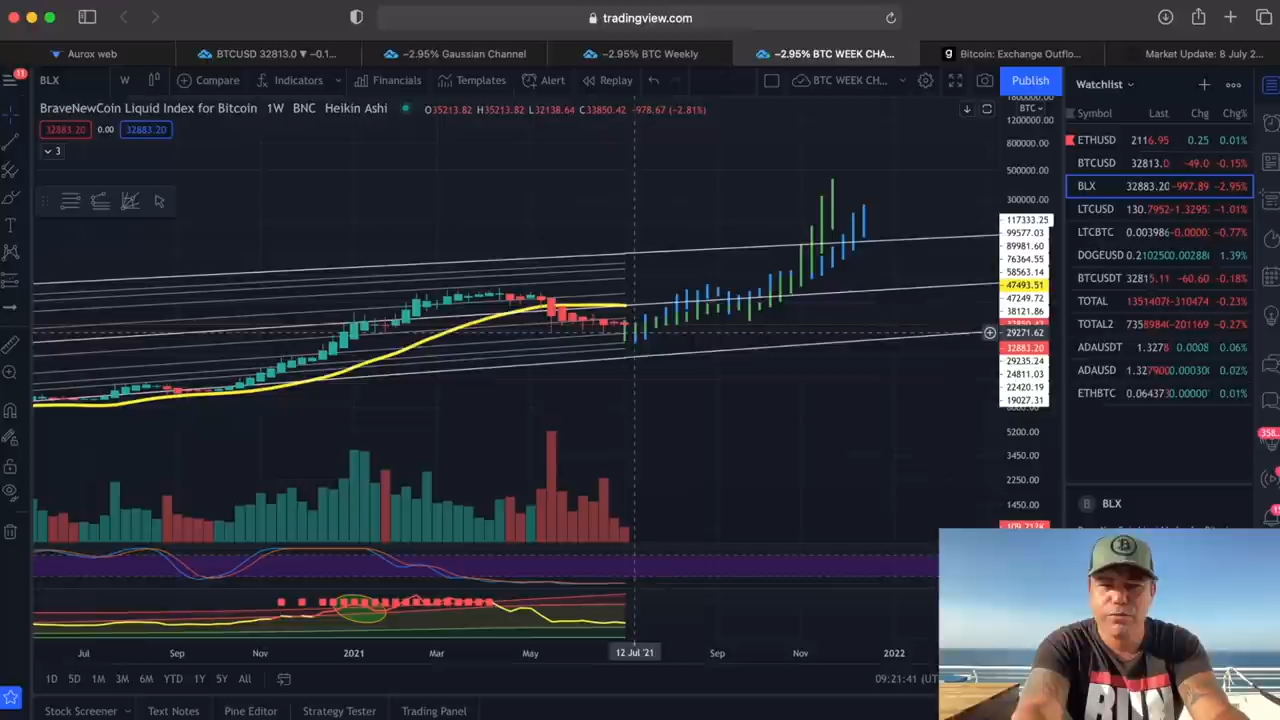 tradingview.com
Aurox web
BTCUSD 32813.0 ▼ −0.1...
−2.95% Gaussian Channel
−2.95% BTC Weekly
−2.95% BTC WEEK CHA...
Bitcoin: Exchange Outflo...
Market Update: 8 July 2...
11
BLX
W
Compare
Indicators
Financials
Templates
Alert
Replay
BTC WEEK CH...
Publish
Watchlist
BraveNewCoin Liquid Index for Bitcoin 1W BNC Heikin Ashi
O35213.82 H35213.82 L32138.64 C33850.42 −978.67 (−2.81%)
BTC
32883.20 0.00 32883.20
3
1200000.00
800000.00
500000.00
300000.00
117333.25
99577.03
89981.60
76364.55
58563.14
47493.51
47249.72
38121.86
29271.62
32883.20
29235.24
24811.03
22420.19
19027.31
5200.00
3450.00
2250.00
1450.00
Symbol Last Chg Chg%
ETHUSD 2116.95 0.25 0.01%
BTCUSD 32813.0 −49.0 −0.15%
BLX 32883.20 −997.89 −2.95%
LTCUSD 130.7952 −1.3295 −1.01%
LTCBTC 0.003986 −0.0000 −0.77%
DOGEUSD 0.2102500 0.00288 1.39%
BTCUSDT 32815.11 −60.60 −0.18%
TOTAL 1351407 −310474 −0.23%
TOTAL2 735898 −201169 −0.27%
ADAUSDT 1.3278 0.0008 0.06%
ADAUSD 1.32790 0.00030 0.02%
ETHBTC 0.064373 0.00000 0.01%
358
B BLX
Jul Sep Nov 2021 Mar May 12 Jul '21 Sep Nov 2022
1D 5D 1M 3M 6M YTD 1Y 5Y All
09:21:41 (UT
Stock Screener Text Notes Pine Editor Strategy Tester Trading Panel